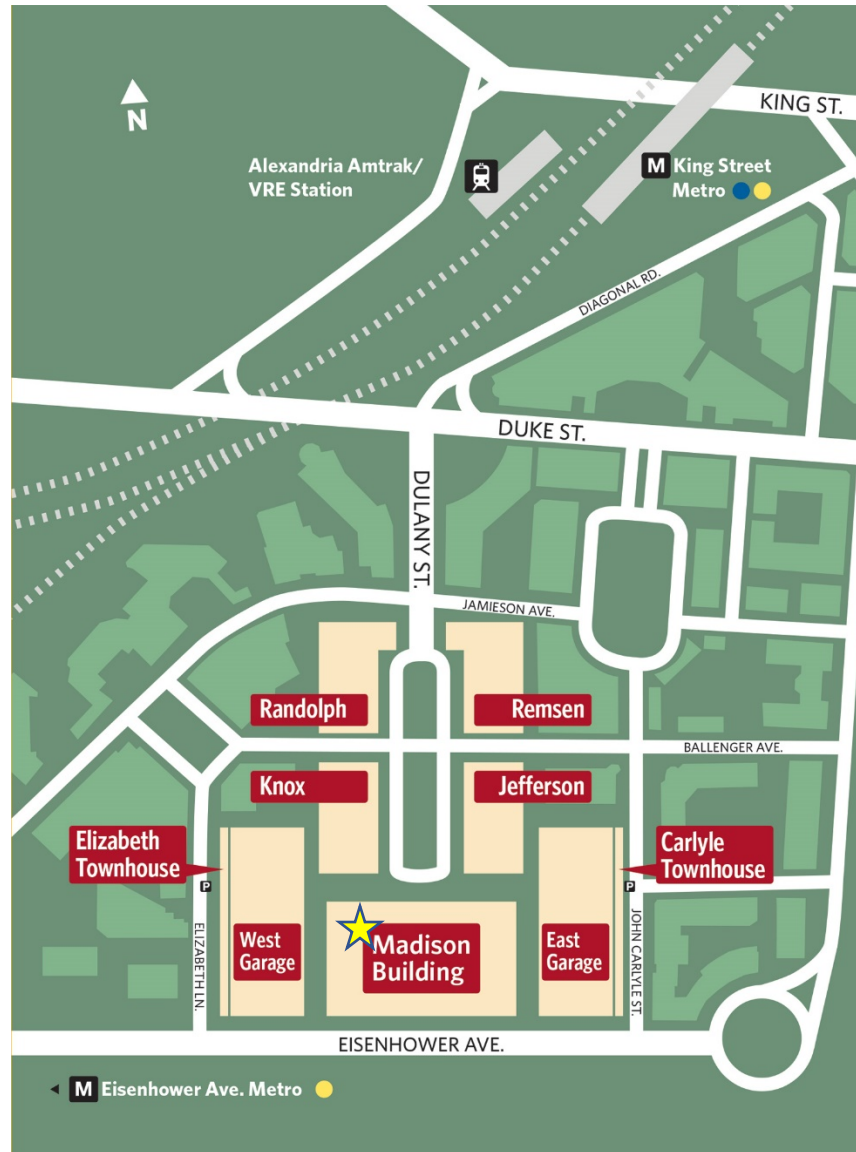 KING ST.
N
Alexandria Amtrak/
VRE Station
M King Street
Metro
DIAGONAL RD.
DUKE ST.
DULANY ST.
JAMIESON AVE.
Randolph
Remsen
BALLENGER AVE.
Knox
Jefferson
Elizabeth
Townhouse
Carlyle
Townhouse
P
P
ELIZABETH LN.
West
Garage
Madison
Building
East
Garage
JOHN CARLYLE ST.
EISENHOWER AVE.
M Eisenhower Ave. Metro